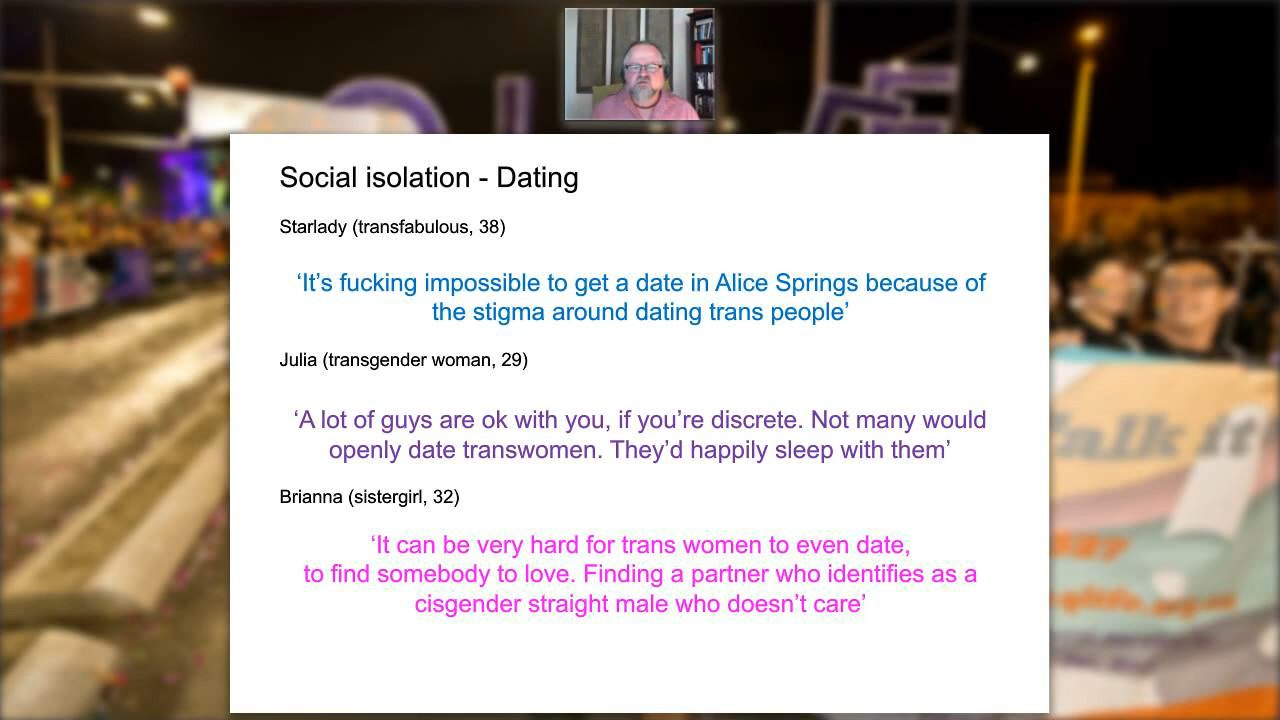 Social isolation - Dating
Starlady (transfabulous, 38)
‘It’s fucking impossible to get a date in Alice Springs because of
the stigma around dating trans people’
Julia (transgender woman, 29)
‘A lot of guys are ok with you, if you’re discrete. Not many would
openly date transwomen. They’d happily sleep with them’
Brianna (sistergirl, 32)
‘It can be very hard for trans women to even date,
to find somebody to love. Finding a partner who identifies as a
cisgender straight male who doesn’t care’
talk it